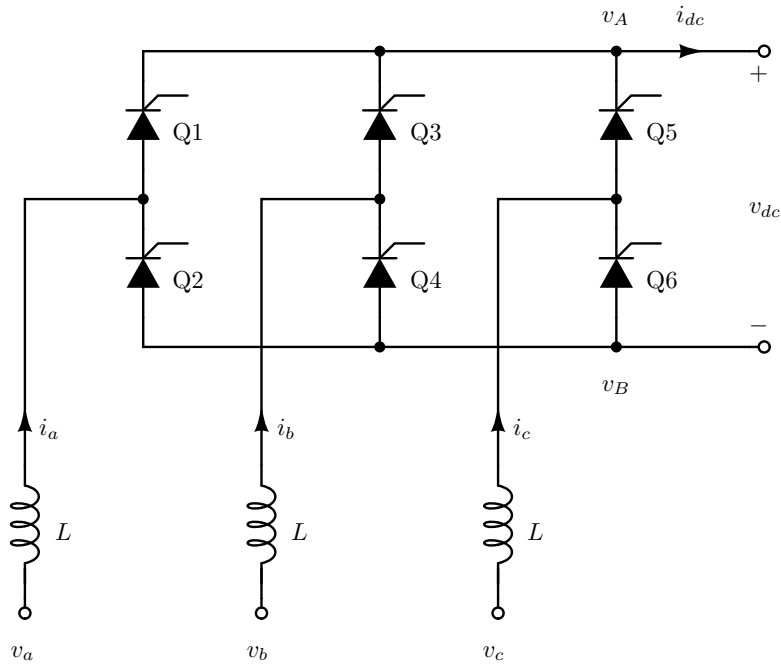 v_A i_dc
+
Q1 Q3 Q5
v_dc
Q2 Q4 Q6
−
v_B
i_a i_b i_c
L L L
v_a v_b v_c